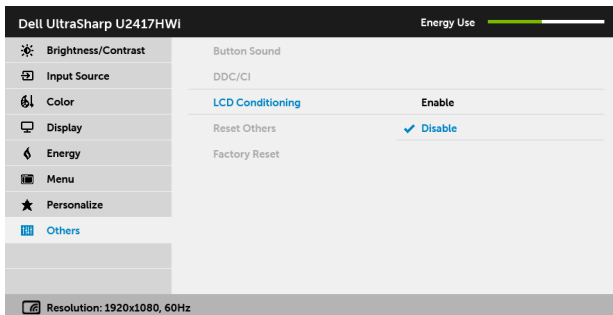 Dell UltraSharp U2417HWi
Energy Use
Brightness/Contrast
Button Sound
Input Source
DDC/CI
Color
LCD Conditioning
Enable
Display
Reset Others
Disable
Energy
Factory Reset
Menu
Personalize
Others
Resolution: 1920x1080, 60Hz